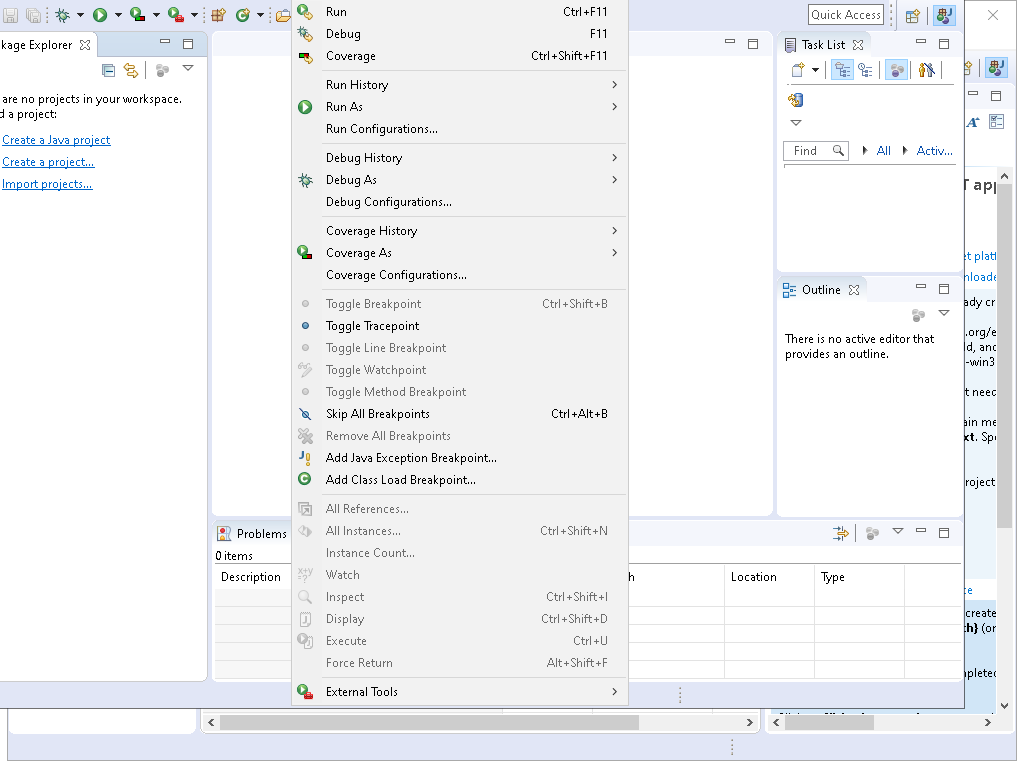 Quick Access
kage Explorer
are no projects in your workspace.
d a project:
Create a Java project
Create a project...
Import projects...
Run Ctrl+F11
Debug F11
Coverage Ctrl+Shift+F11
Run History
Run As
Run Configurations...
Debug History
Debug As
Debug Configurations...
Coverage History
Coverage As
Coverage Configurations...
Toggle Breakpoint Ctrl+Shift+B
Toggle Tracepoint
Toggle Line Breakpoint
Toggle Watchpoint
Toggle Method Breakpoint
Skip All Breakpoints Ctrl+Alt+B
Remove All Breakpoints
Add Java Exception Breakpoint...
Add Class Load Breakpoint...
All References...
All Instances... Ctrl+Shift+N
Instance Count...
Watch
Inspect Ctrl+Shift+I
Display Ctrl+Shift+D
Execute Ctrl+U
Force Return Alt+Shift+F
External Tools
Problems
0 items
Description
h
Location
Type
Task List
Find
All
Activ...
Outline
There is no active editor that
provides an outline.
T app
et platf
nloade
ady cr
.org/e
ld, and
-win3
t need
ain me
xt. Sp
roject
ce
create
th} (or
mpleted